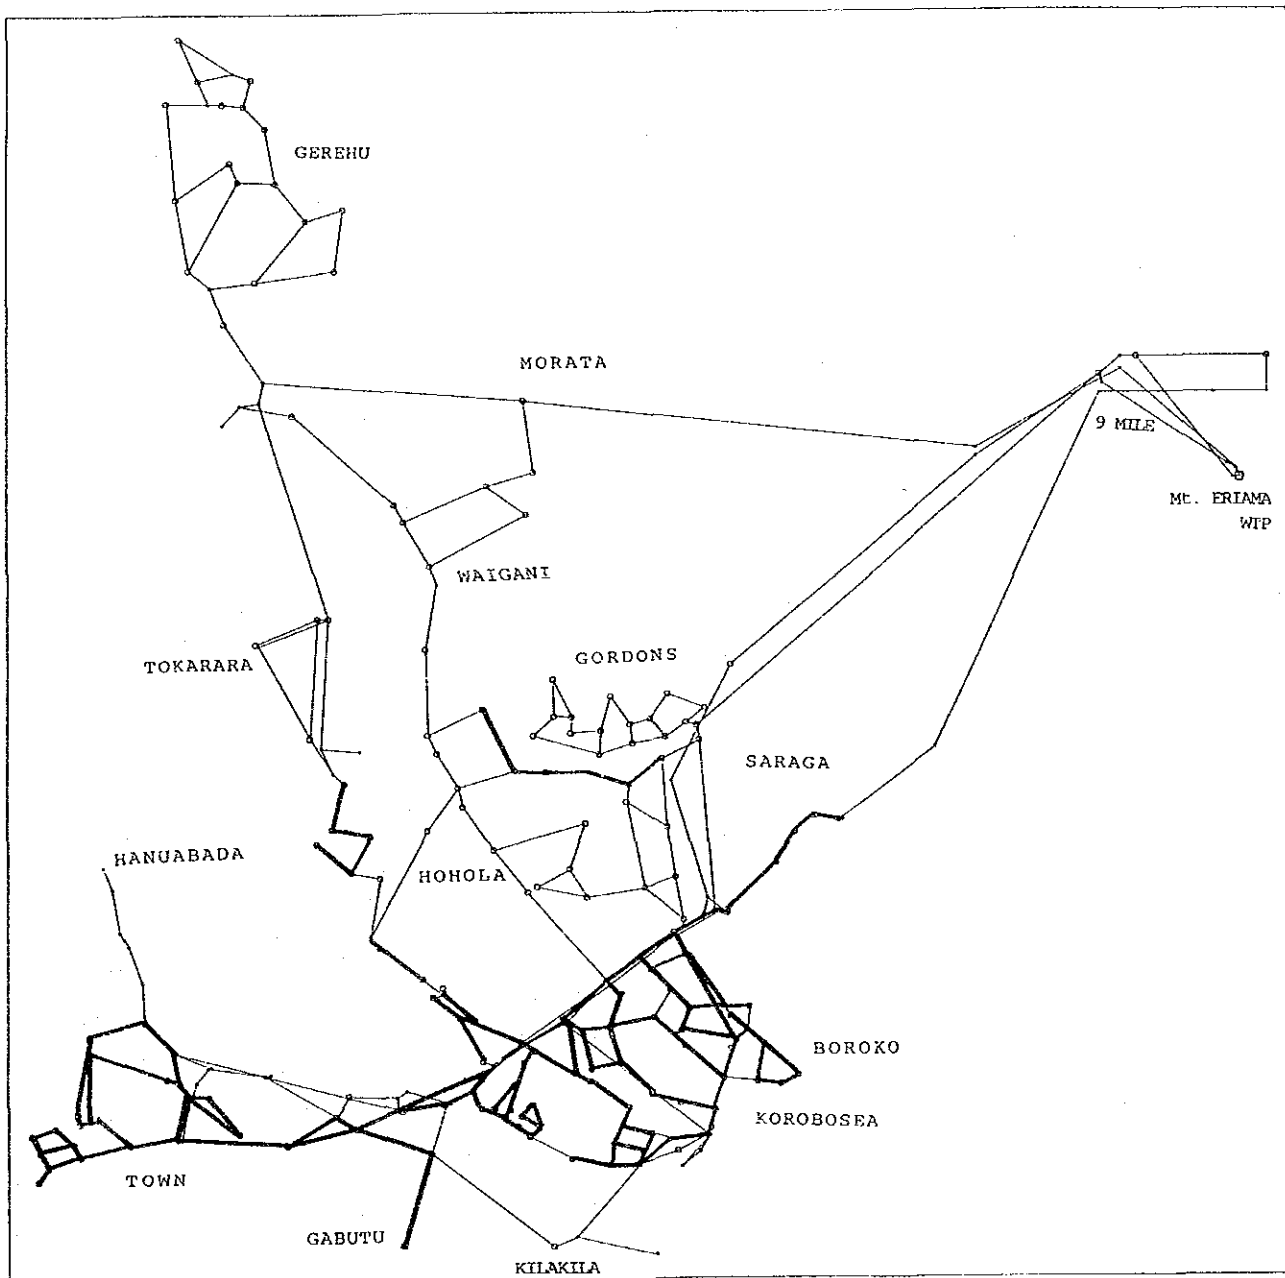 GEREHU
MORATA
9 MILE
Mt. ERIAMA
WTP
WAIGANI
GORDONS
TOKARARA
SARAGA
HANUABADA
HOHOLA
BOROKO
KOROBOSEA
TOWN
GABUTU
KILAKILA